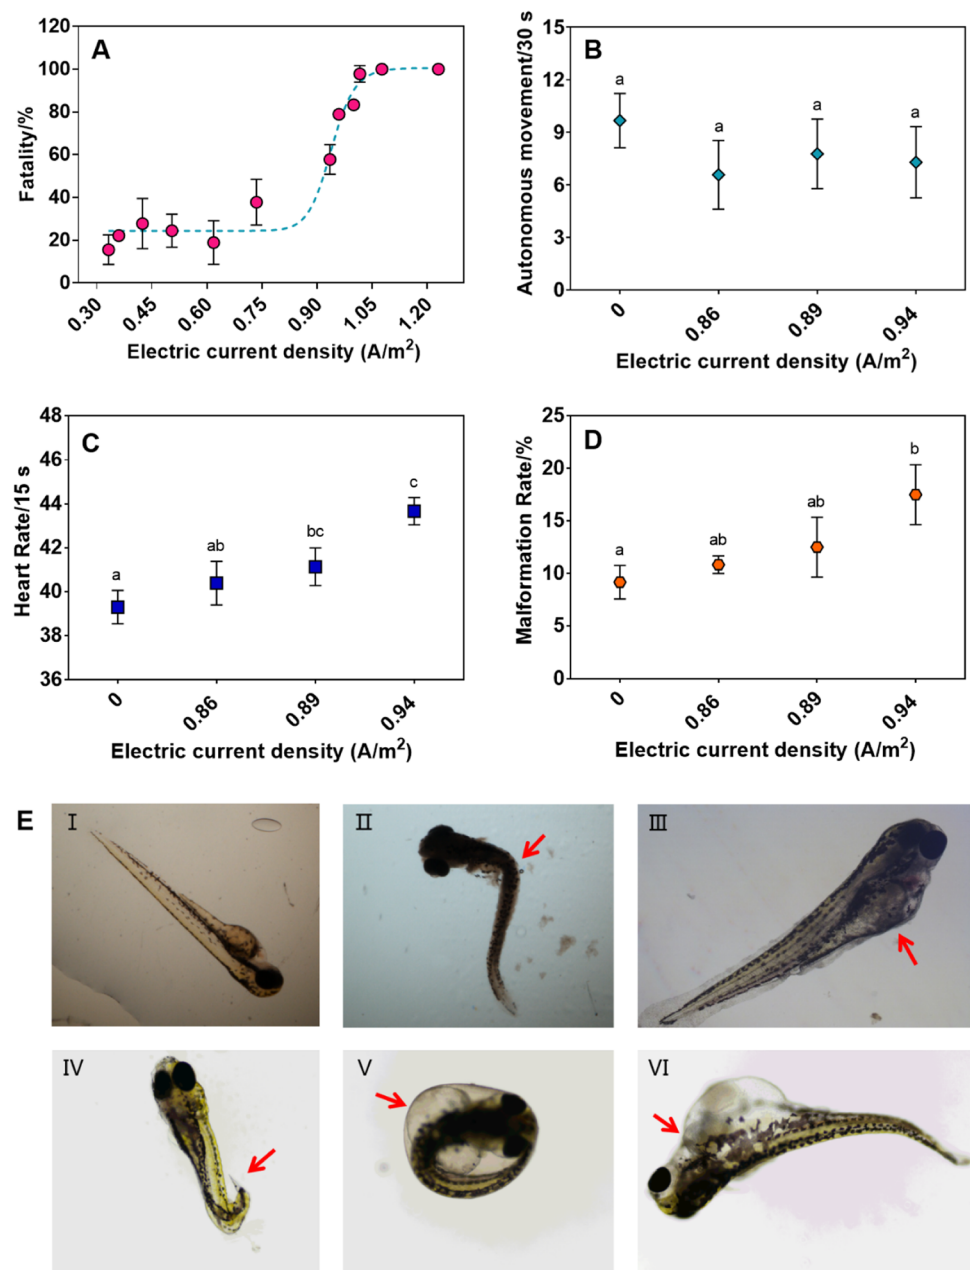 A
Fatality/%
120
100
80
60
40
20
0
0.30 0.45 0.60 0.75 0.90 1.05 1.20
Electric current density (A/m²)
B
Autonomous movement/30 s
15
12
9
6
3
0
a a a a
0 0.86 0.89 0.94
Electric current density (A/m²)
C
Heart Rate/15 s
48
46
44
42
40
38
36
a ab bc c
0 0.86 0.89 0.94
Electric current density (A/m²)
D
Malformation Rate/%
25
20
15
10
5
0
a ab ab b
0 0.86 0.89 0.94
Electric current density (A/m²)
E
I II III
IV V VI